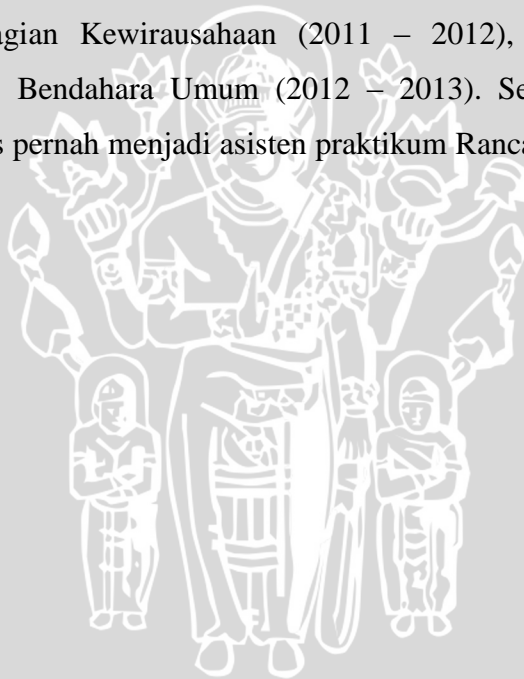 agian Kewirausahaan (2011 – 2012),
Bendahara Umum (2012 – 2013). Se
s pernah menjadi asisten praktikum Ranca